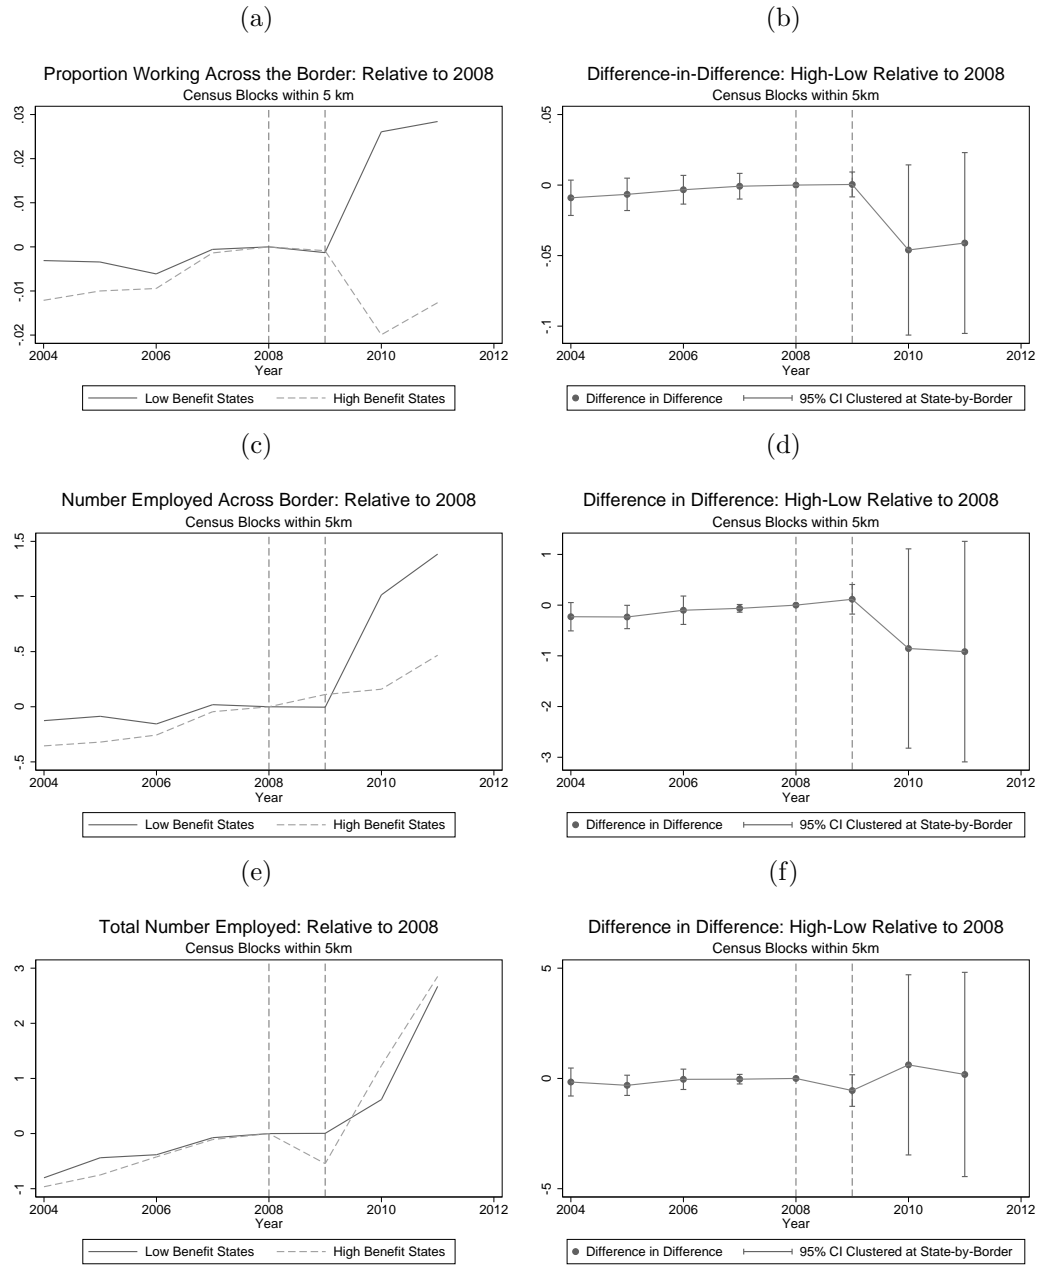 (a)
Proportion Working Across the Border: Relative to 2008
Census Blocks within 5 km
.03
.02
.01
0
-.01
-.02
2004 2006 2008 2010 2012
Year
Low Benefit States High Benefit States
(b)
Difference-in-Difference: High-Low Relative to 2008
Census Blocks within 5km
.05
0
-.05
-.1
2004 2006 2008 2010 2012
Year
Difference in Difference 95% CI Clustered at State-by-Border
(c)
Number Employed Across Border: Relative to 2008
Census Blocks within 5km
1.5
1
.5
0
-.5
2004 2006 2008 2010 2012
Year
Low Benefit States High Benefit States
(d)
Difference in Difference: High-Low Relative to 2008
Census Blocks within 5km
1
0
-1
-2
-3
2004 2006 2008 2010 2012
Year
Difference in Difference 95% CI Clustered at State-by-Border
(e)
Total Number Employed: Relative to 2008
Census Blocks within 5km
3
2
1
0
-1
2004 2006 2008 2010 2012
Year
Low Benefit States High Benefit States
(f)
Difference in Difference: High-Low Relative to 2008
Census Blocks within 5km
5
0
-5
2004 2006 2008 2010 2012
Year
Difference in Difference 95% CI Clustered at State-by-Border